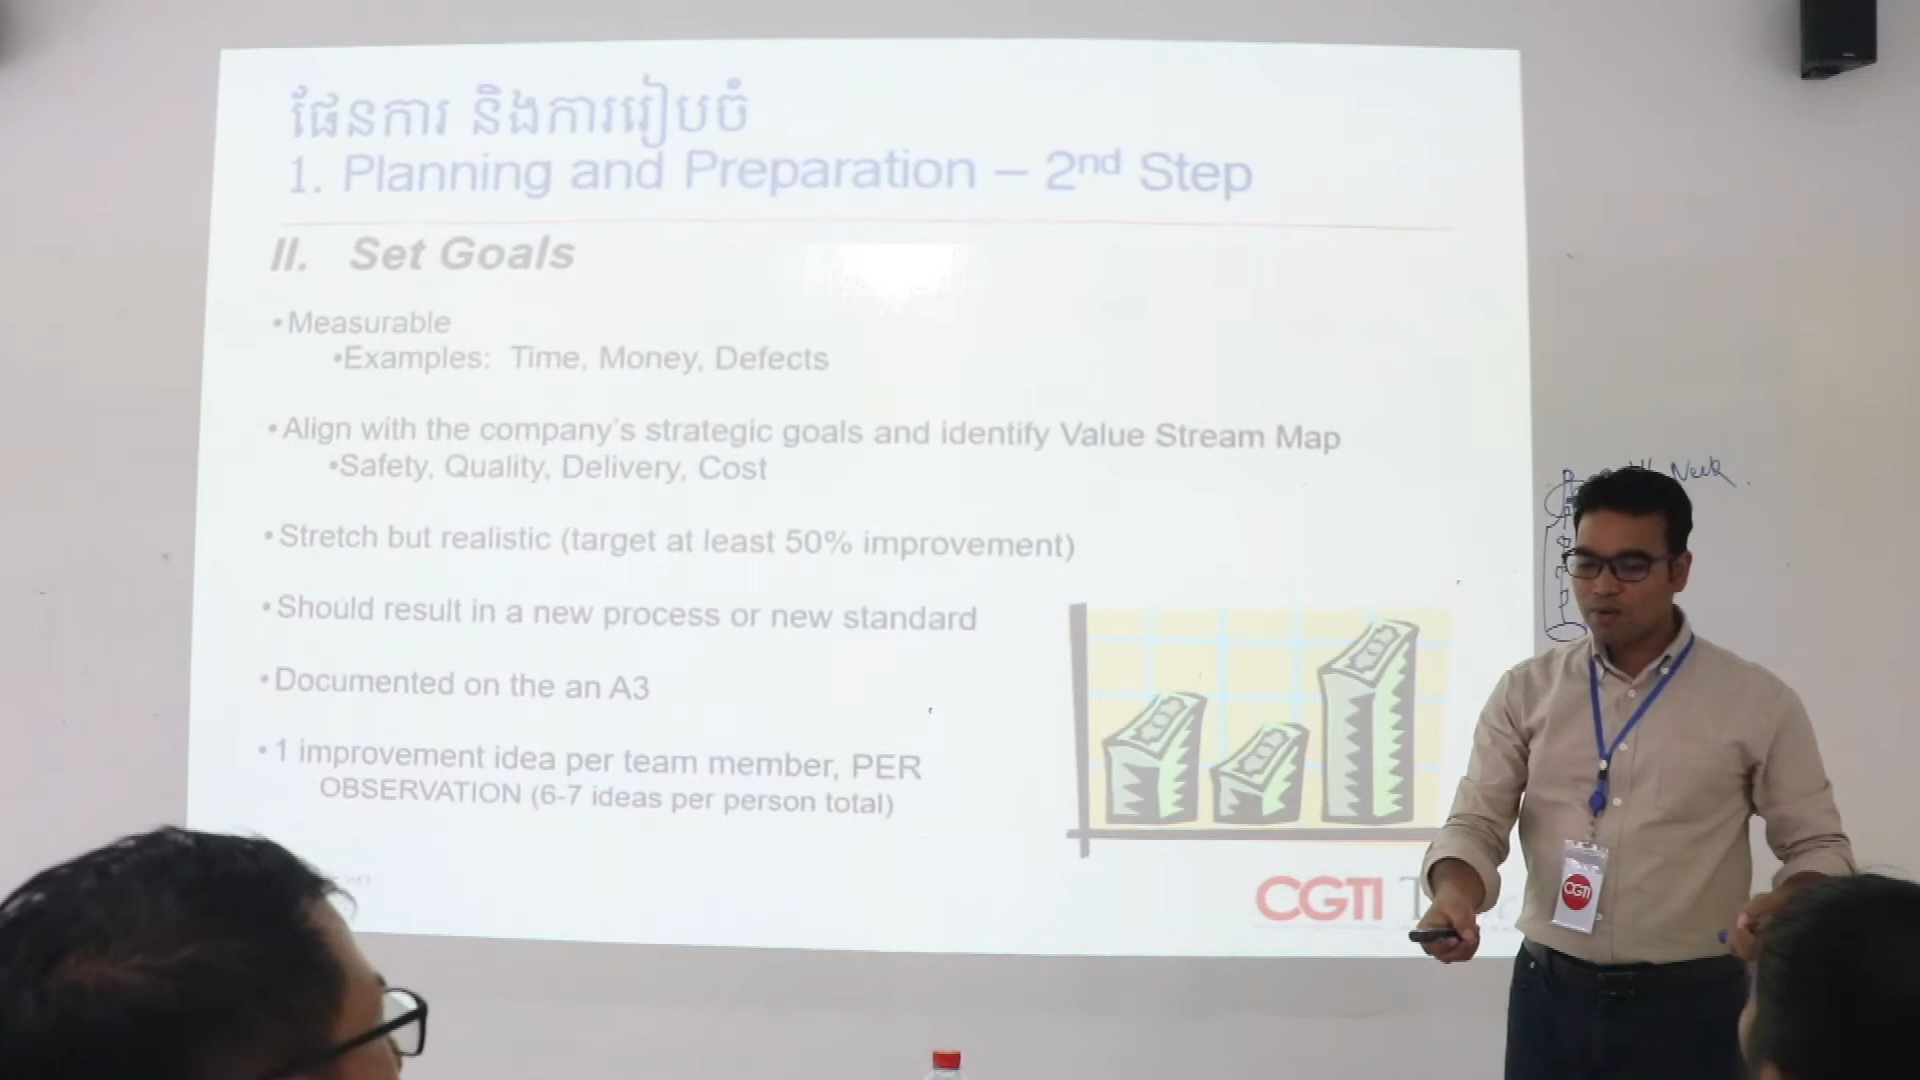 ផែនការ និងការរៀបចំ
1. Planning and Preparation – 2nd Step
II. Set Goals
•Measurable
•Examples: Time, Money, Defects
•Align with the company's strategic goals and identify Value Stream Map
•Safety, Quality, Delivery, Cost
•Stretch but realistic (target at least 50% improvement)
•Should result in a new process or new standard
•Documented on the an A3
•1 improvement idea per team member, PER
OBSERVATION (6-7 ideas per person total)
CGTI
Neck
CGTI